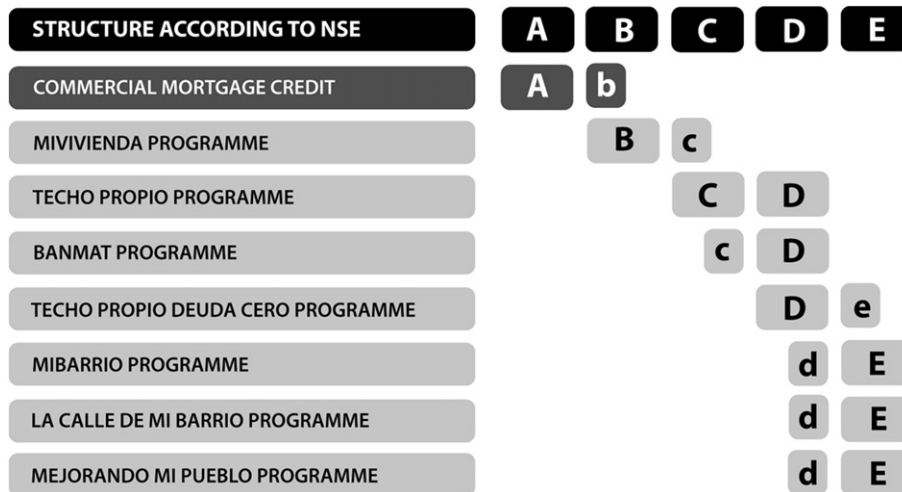 STRUCTURE ACCORDING TO NSE A B C D E
COMMERCIAL MORTGAGE CREDIT A b
MIVIVIENDA PROGRAMME B c
TECHO PROPIO PROGRAMME C D
BANMAT PROGRAMME c D
TECHO PROPIO DEUDA CERO PROGRAMME D e
MIBARRIO PROGRAMME d E
LA CALLE DE MI BARRIO PROGRAMME d E
MEJORANDO MI PUEBLO PROGRAMME d E